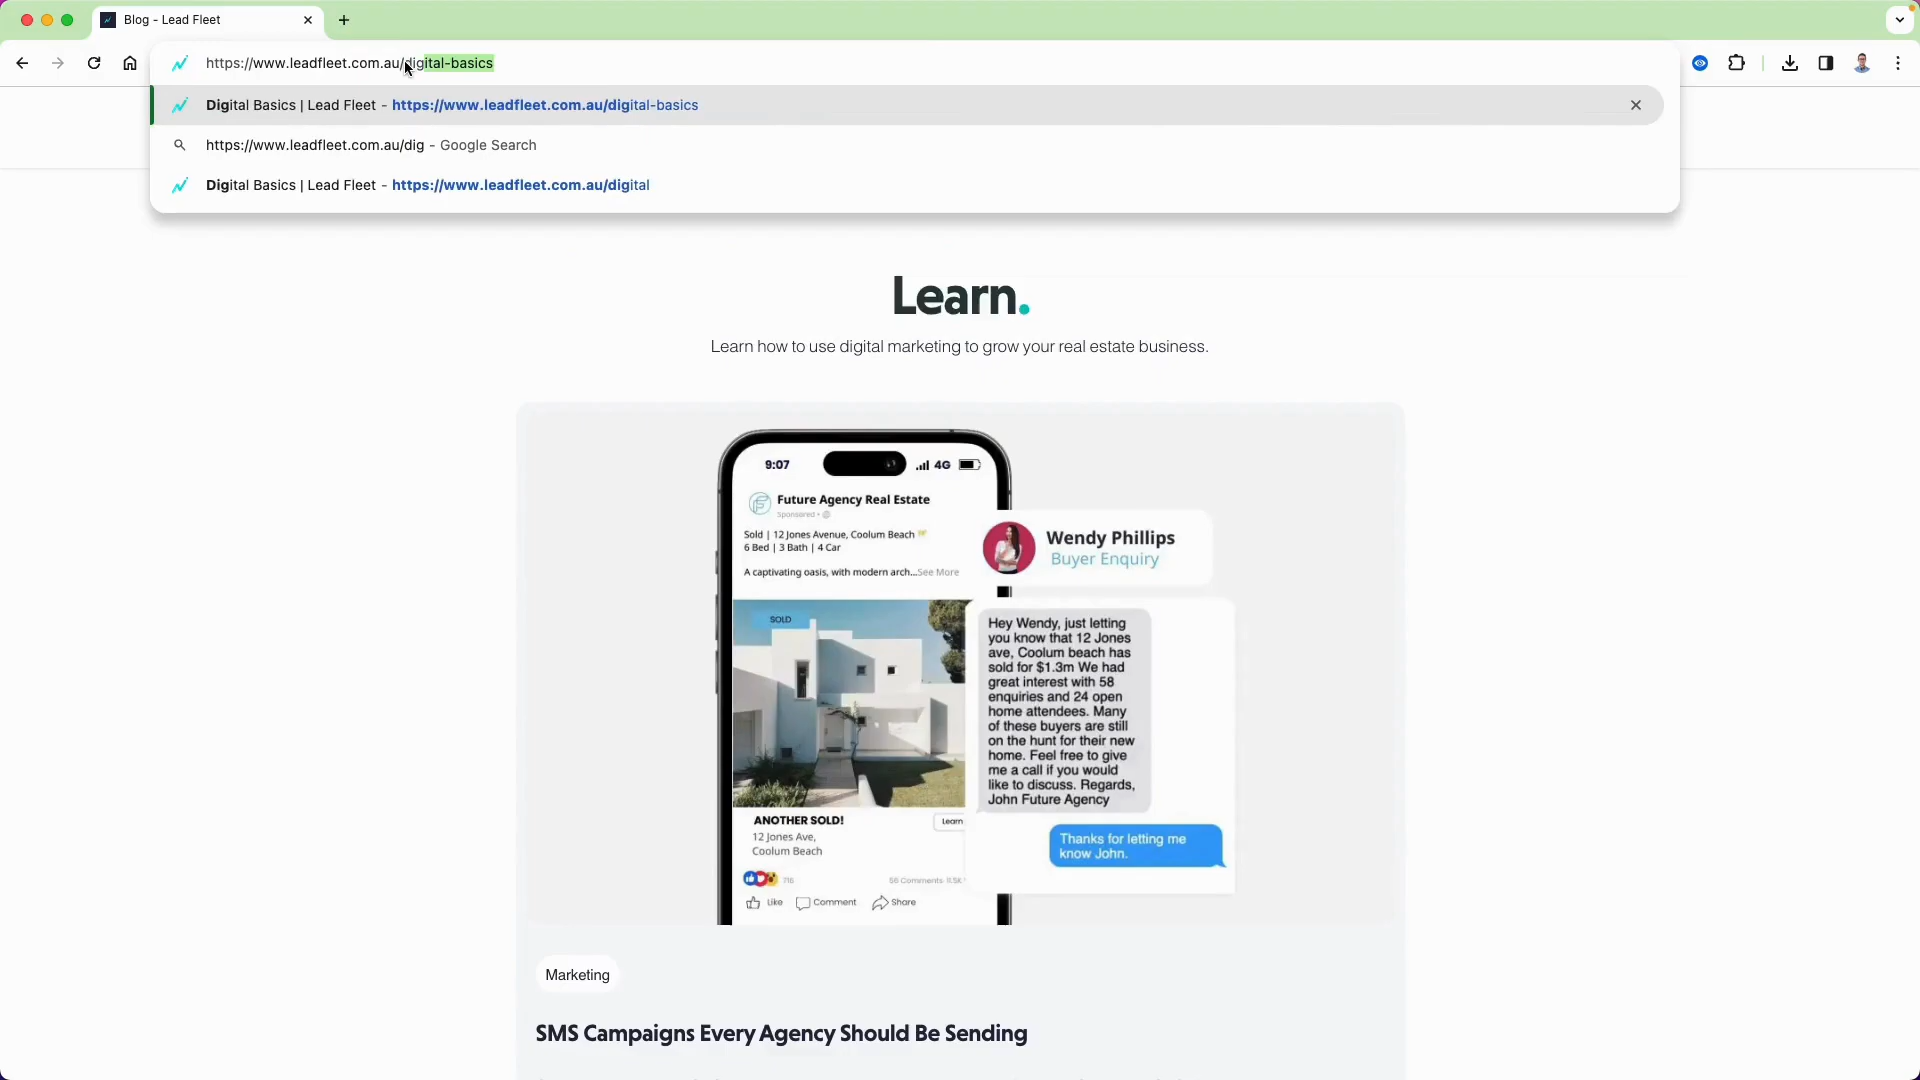 Blog - Lead Fleet
https://www.leadfleet.com.au/digital-basics
Digital Basics | Lead Fleet - https://www.leadfleet.com.au/digital-basics
https://www.leadfleet.com.au/dig - Google Search
Digital Basics | Lead Fleet - https://www.leadfleet.com.au/digital
Learn.
Learn how to use digital marketing to grow your real estate business.
9:07
4G
Future Agency Real Estate
Sponsored
Sold | 12 Jones Avenue, Coolum Beach
6 Bed | 3 Bath | 4 Car
A captivating oasis, with modern arch...See More
SOLD
Wendy Phillips
Buyer Enquiry
Hey Wendy, just letting
you know that 12 Jones
ave, Coolum beach has
sold for $1.3m We had
great interest with 58
enquiries and 24 open
home attendees. Many
of these buyers are still
on the hunt for their new
home. Feel free to give
me a call if you would
like to discuss. Regards,
John Future Agency
Thanks for letting me
know John.
ANOTHER SOLD!
Learn
12 Jones Ave,
Coolum Beach
716
56 Comments
Like
Comment
Share
Marketing
SMS Campaigns Every Agency Should Be Sending